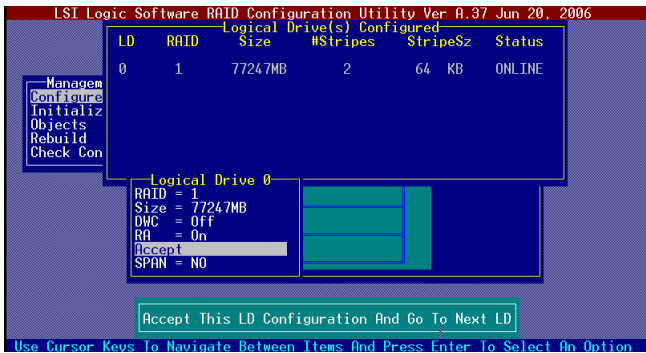 LSI Logic Software RAID Configuration Utility Ver A.37 Jun 20, 2006
Logical Drive(s) Configured
LD RAID Size #Stripes StripeSz Status
0 1 77247MB 2 64 KB ONLINE
Managem
Configure
Initializ
Objects
Rebuild
Check Con
Logical Drive 0
RAID = 1
Size = 77247MB
DWC = Off
RA = On
Accept
SPAN = NO
Accept This LD Configuration And Go To Next LD
Use Cursor Keys To Navigate Between Items And Press Enter To Select An Option